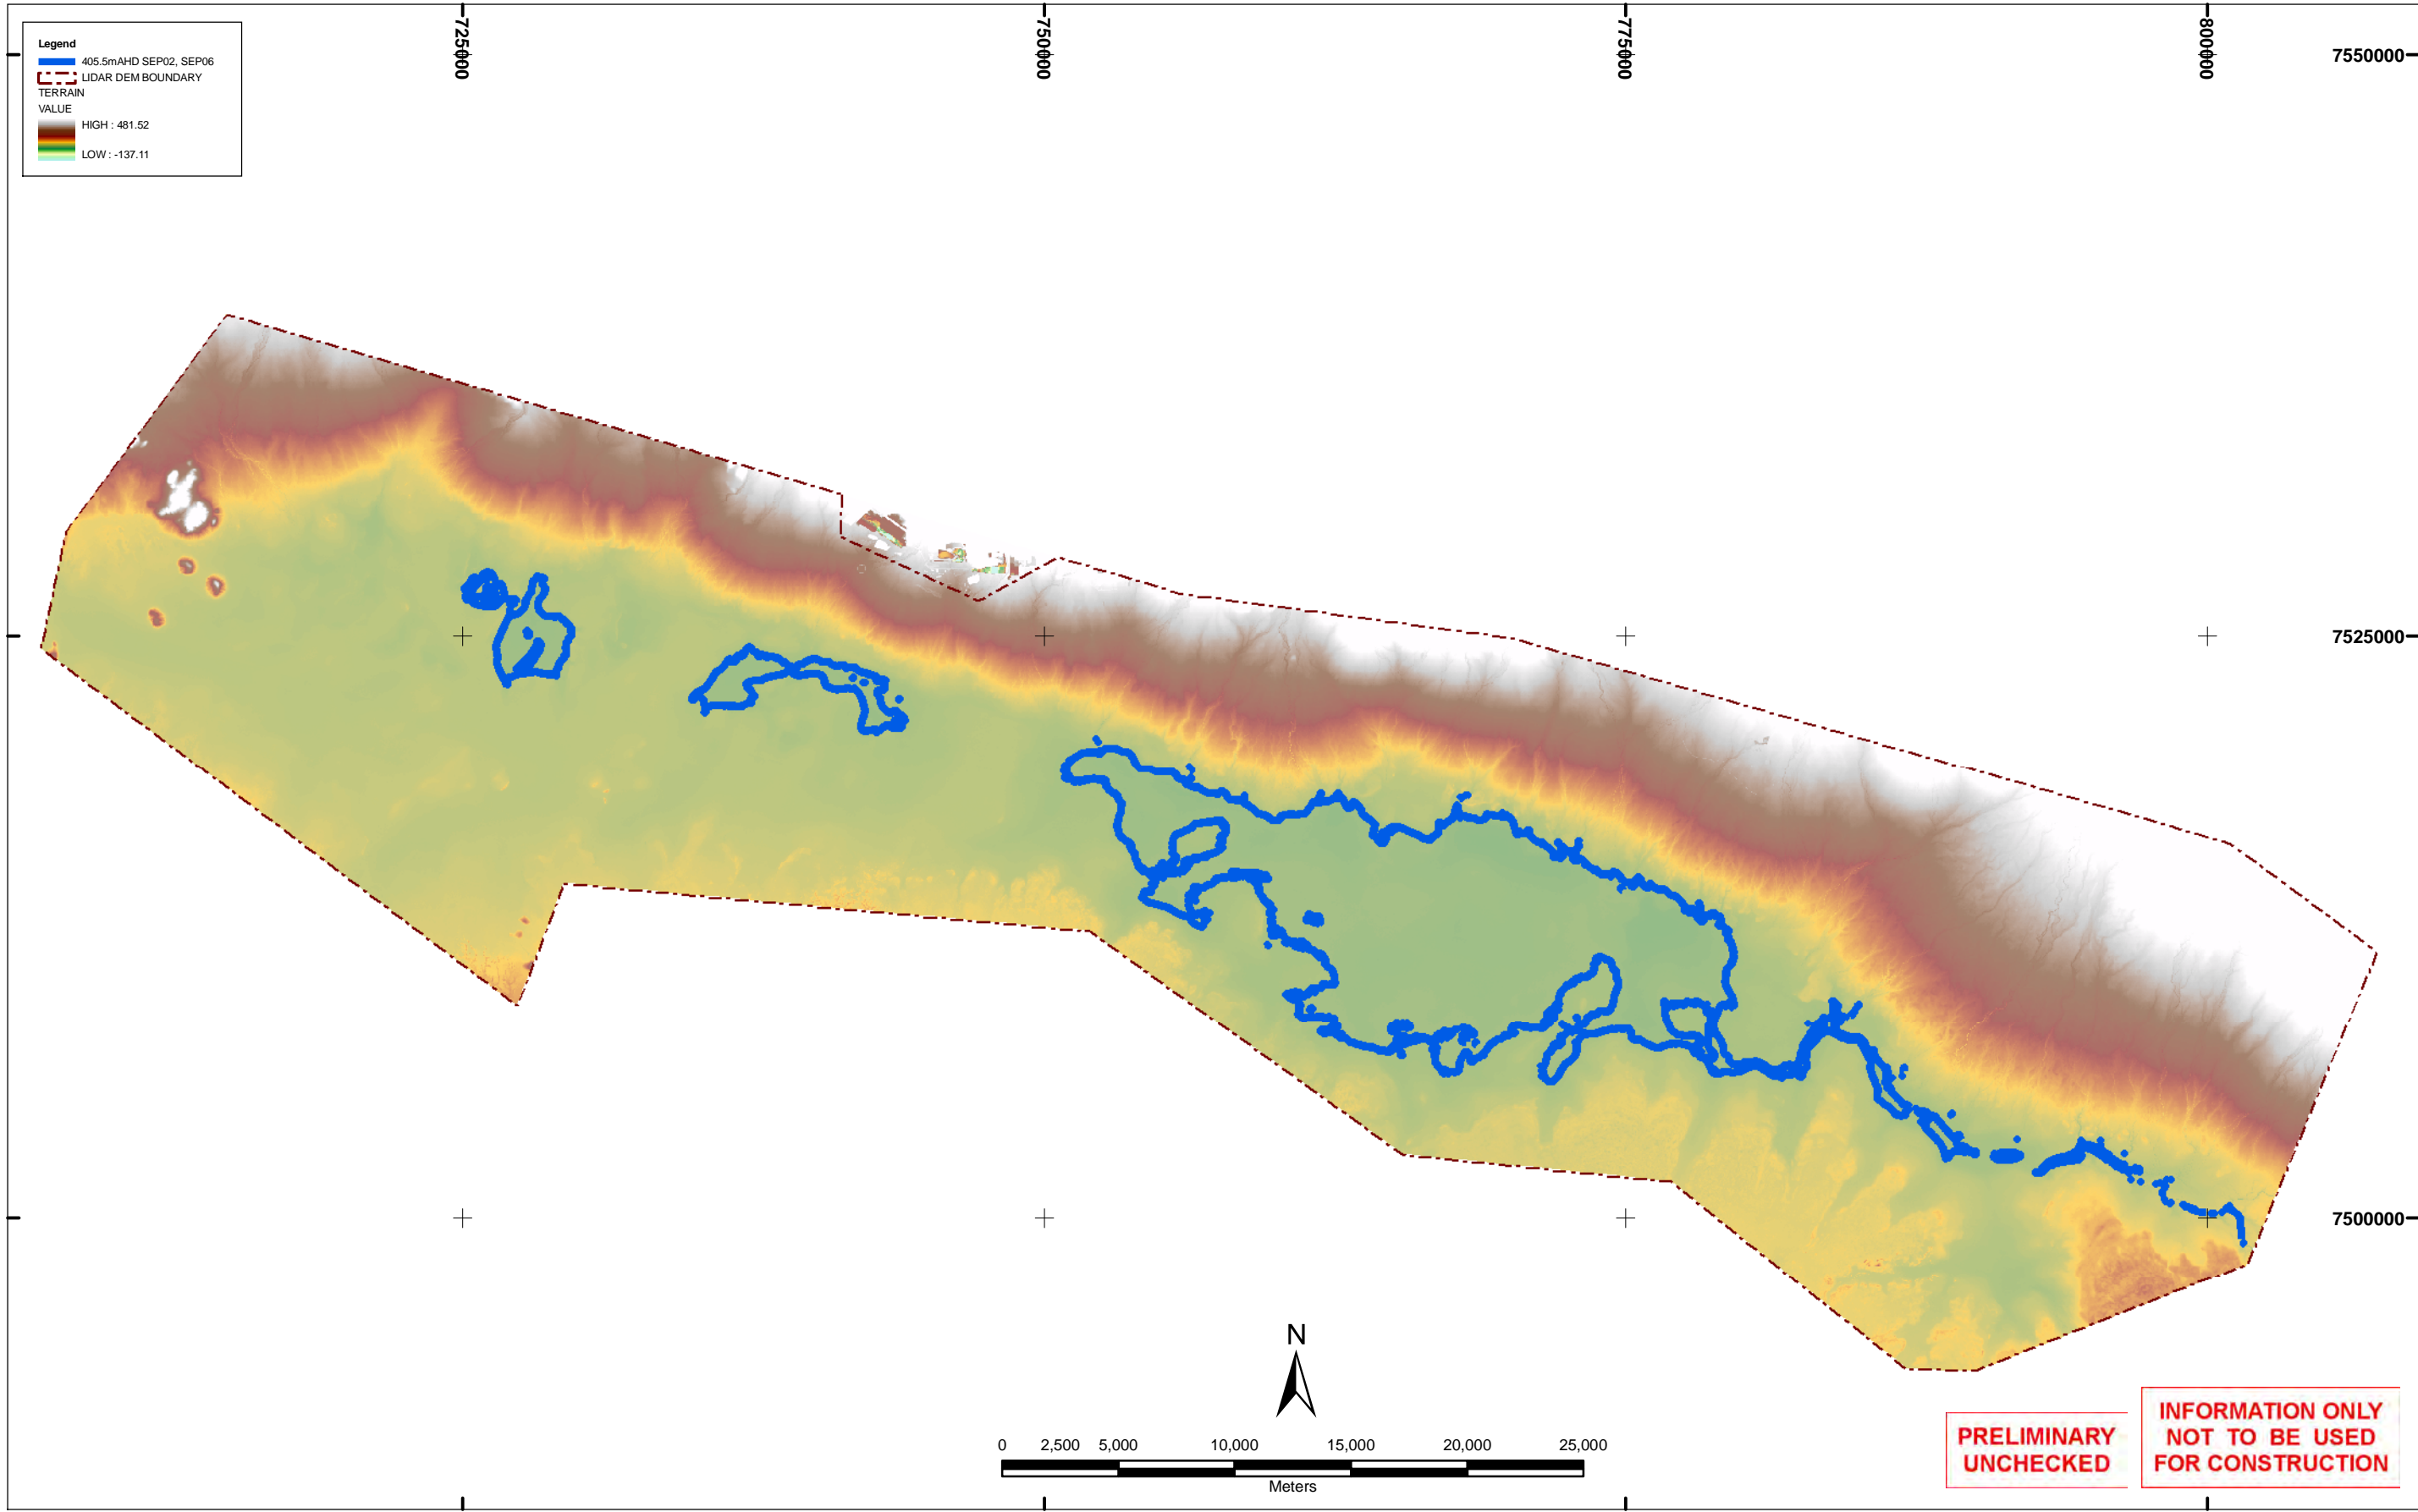 725000
750000
775000
800000
Legend
405.5mAHD SEP02, SEP06
LIDAR DEM BOUNDARY
TERRAIN
VALUE
HIGH : 481.52
LOW : -137.11
7550000
7525000
7500000
N
0 2,500 5,000 10,000 15,000 20,000 25,000
Meters
PRELIMINARY
UNCHECKED
INFORMATION ONLY
NOT TO BE USED
FOR CONSTRUCTION